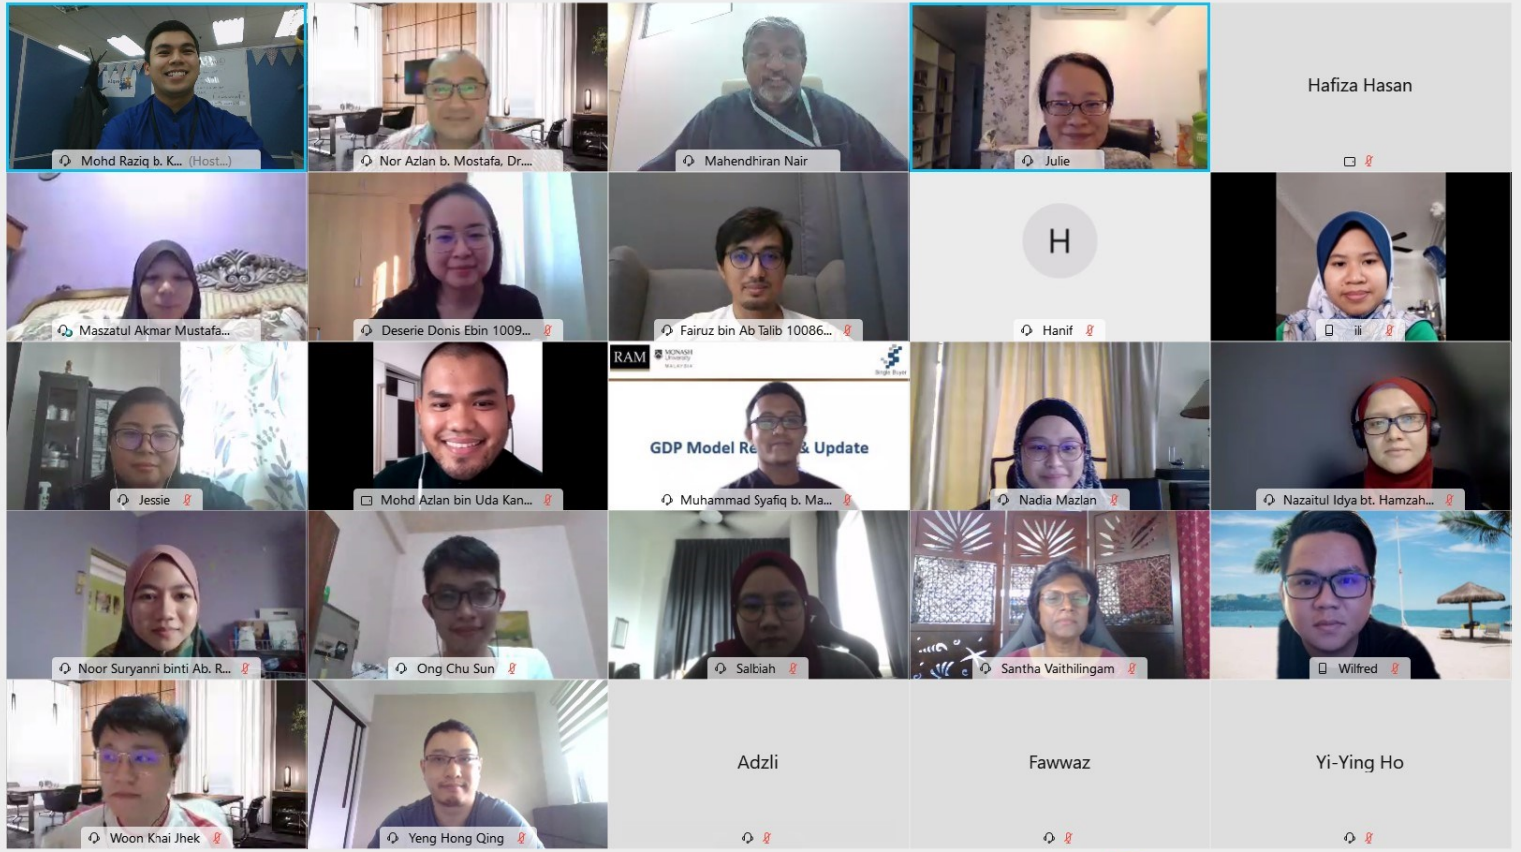 Mohd Raziq b. K... (Host...)
Nor Azlan b. Mostafa, Dr....
Mahendhiran Nair
Julie
Hafiza Hasan
Maszatul Akmar Mustafa...
Deserie Donis Ebin 1009...
Fairuz bin Ab Talib 10086...
H
Hanif
ili
Jessie
Mohd Azlan bin Uda Kan...
RAM
MONASH
University
MALAYSIA
Single Buyer
GDP Model Re & Update
Muhammad Syafiq b. Ma...
Nadia Mazlan
Nazaitul Idya bt. Hamzah...
Noor Suryanni binti Ab. R...
Ong Chu Sun
Salbiah
Santha Vaithilingam
Wilfred
Woon Khai Jhek
Yeng Hong Qing
Adzli
Fawwaz
Yi-Ying Ho